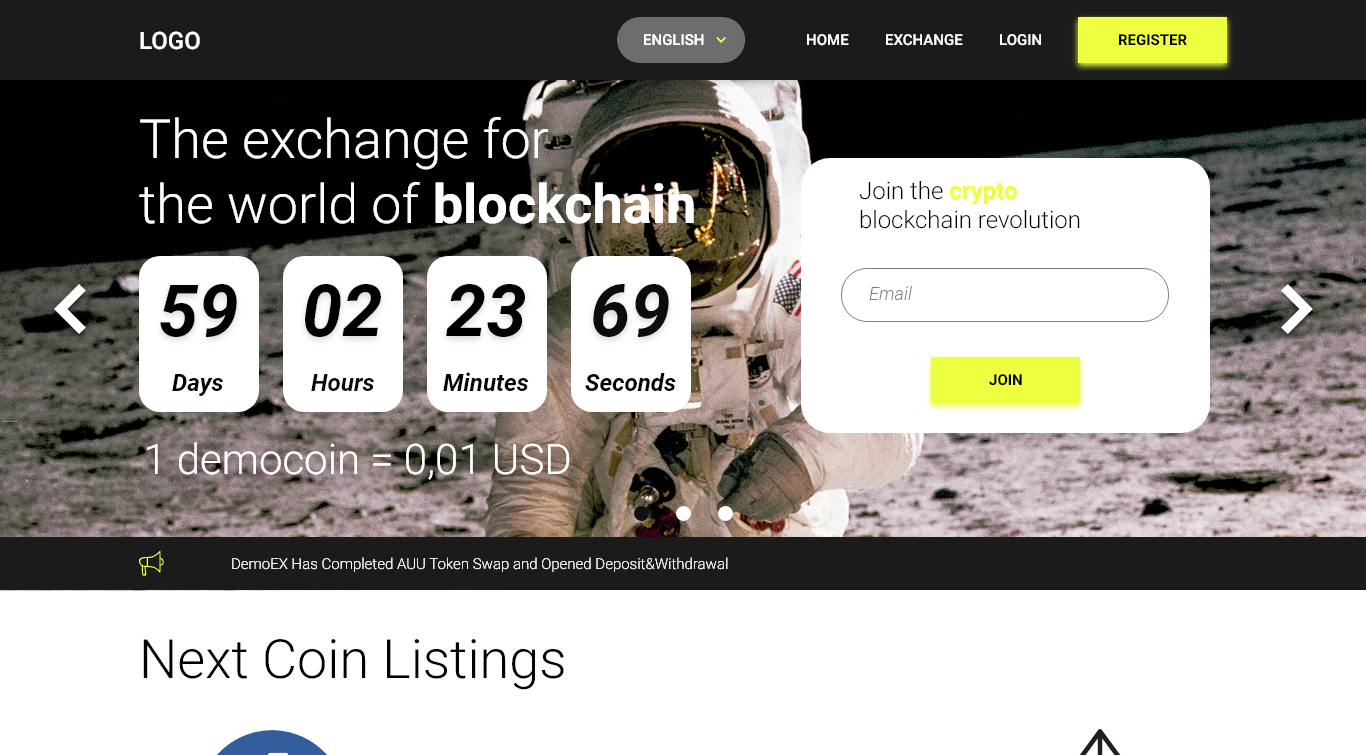 LOGO
ENGLISH
HOME
EXCHANGE
LOGIN
REGISTER
The exchange for
the world of blockchain
59
Days
02
Hours
23
Minutes
69
Seconds
1 democoin = 0,01 USD
Join the crypto
blockchain revolution
Email
JOIN
DemoEX Has Completed AUU Token Swap and Opened Deposit&Withdrawal
Next Coin Listings